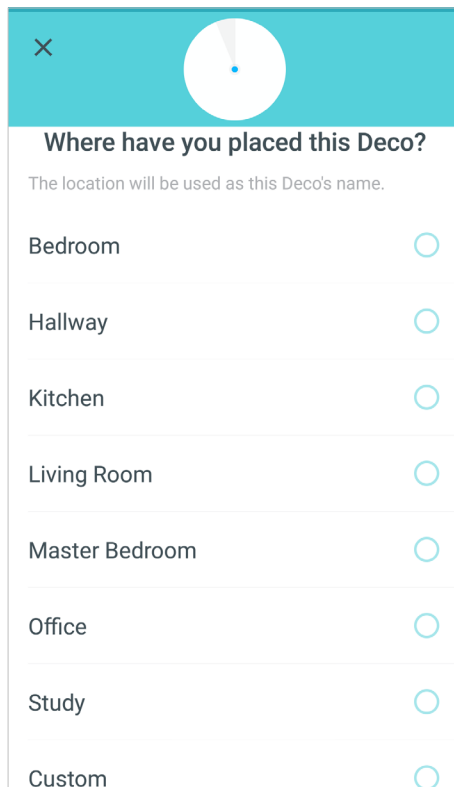 Where have you placed this Deco?
The location will be used as this Deco's name.
Bedroom
Hallway
Kitchen
Living Room
Master Bedroom
Office
Study
Custom